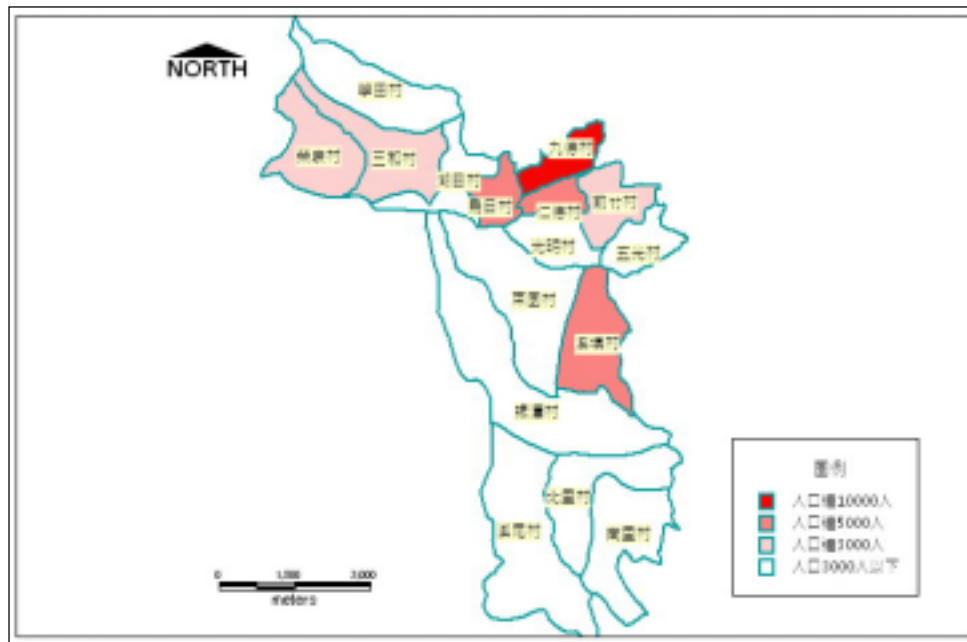 NORTH
學田村
九德村
榮泉村
三和村
湖日村
前竹村
烏日村
仁德村
光明村
五光村
東園村
溪埧村
螺潭村
北里村
溪尾村
南里村
圖例
人口 10000人
人口 5000人
人口 3000人
人口3000人以下
0 2,000
meters